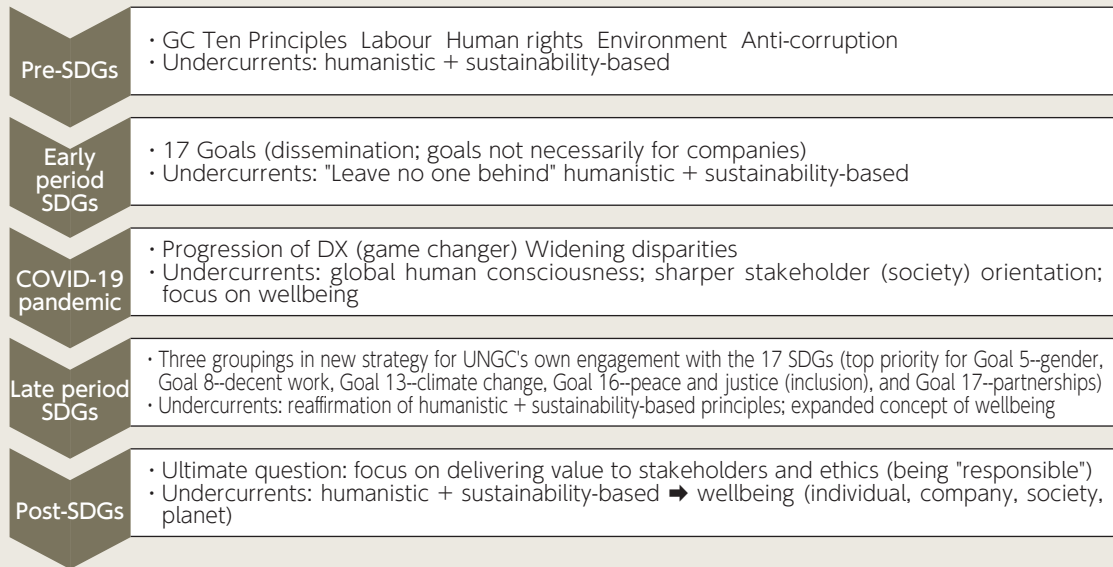 Pre-SDGs
・GC Ten Principles Labour Human rights Environment Anti-corruption
・Undercurrents: humanistic + sustainability-based
Early
period
SDGs
・17 Goals (dissemination; goals not necessarily for companies)
・Undercurrents: "Leave no one behind" humanistic + sustainability-based
COVID-19
pandemic
・Progression of DX (game changer) Widening disparities
・Undercurrents: global human consciousness; sharper stakeholder (society) orientation;
focus on wellbeing
Late period
SDGs
・Three groupings in new strategy for UNGC's own engagement with the 17 SDGs (top priority for Goal 5--gender,
Goal 8--decent work, Goal 13--climate change, Goal 16--peace and justice (inclusion), and Goal 17--partnerships)
・Undercurrents: reaffirmation of humanistic + sustainability-based principles; expanded concept of wellbeing
Post-SDGs
・Ultimate question: focus on delivering value to stakeholders and ethics (being "responsible")
・Undercurrents: humanistic + sustainability-based ➡ wellbeing (individual, company, society,
planet)